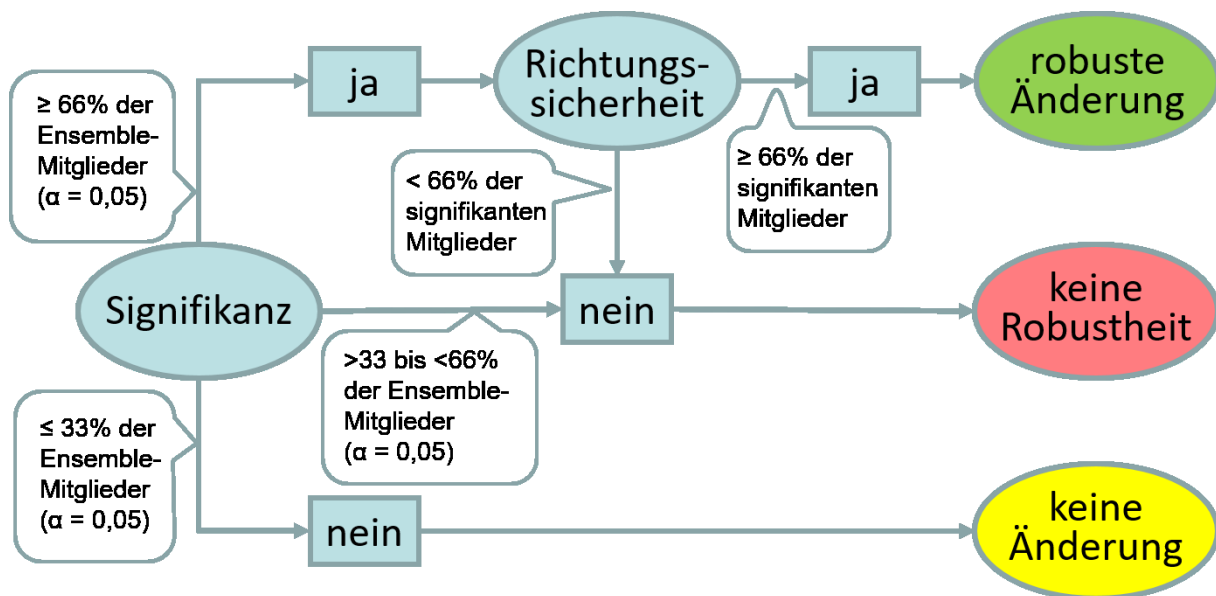 ≥ 66% der
Ensemble-
Mitglieder
(α = 0,05)
ja
Richtungs-
sicherheit
ja
robuste
Änderung
< 66% der
signifikanten
Mitglieder
≥ 66% der
signifikanten
Mitglieder
Signifikanz
nein
keine
Robustheit
>33 bis <66%
der Ensemble-
Mitglieder
(α = 0,05)
≤ 33% der
Ensemble-
Mitglieder
(α = 0,05)
nein
keine
Änderung